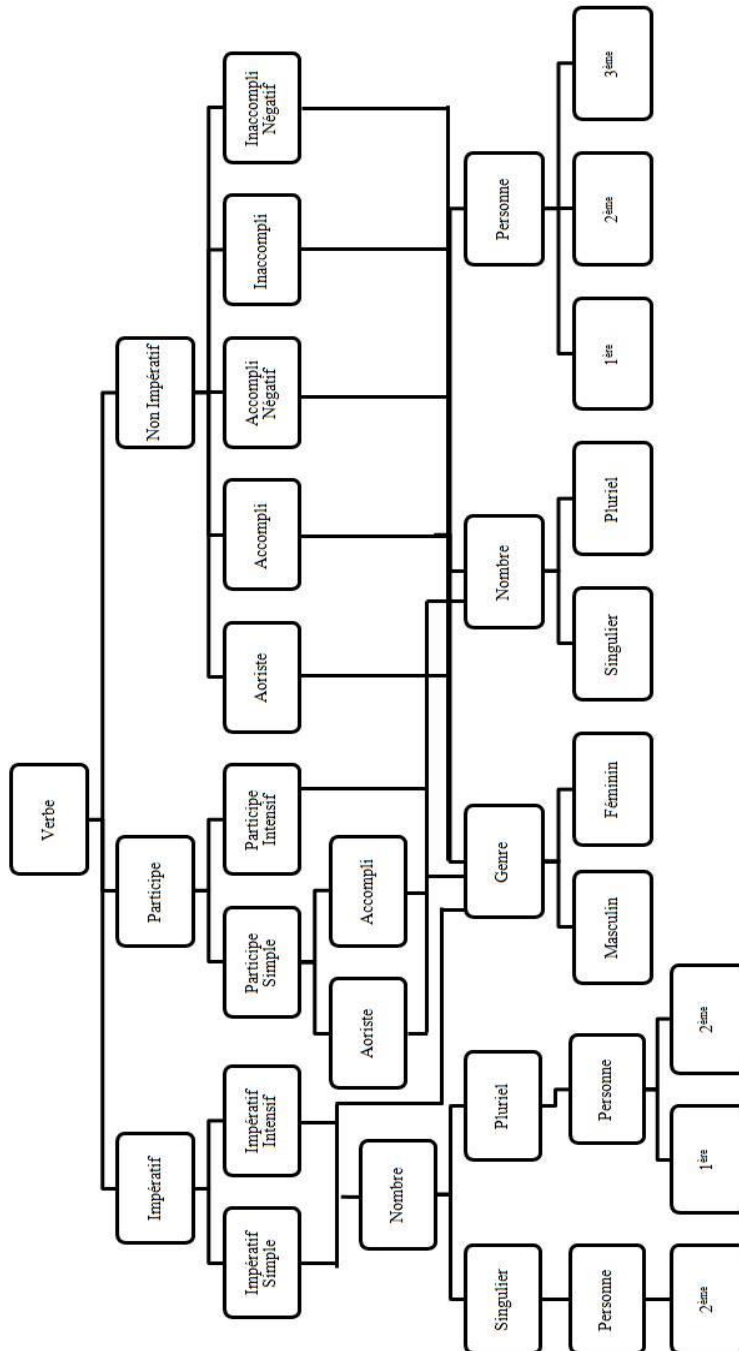 Verbe
Impératif
Participe
Non Impératif
Impératif
Simple
Impératif
Intensif
Participe
Simple
Participe
Intensif
Aoriste
Accompli
Accompli
Négatif
Inaccompli
Inaccompli
Négatif
Aoriste
Accompli
Nombre
Genre
Nombre
Personne
Singulier
Pluriel
Masculin
Féminin
Singulier
Pluriel
1ère
2ème
3ème
Personne
Personne
2ème
1ère
2ème